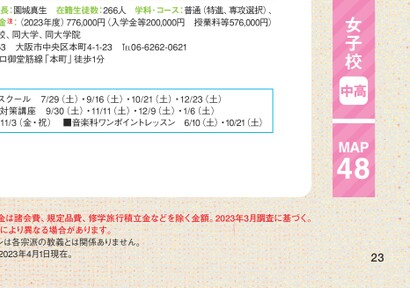 長：園城真生　在籍生徒数：266人　学科・コース：普通（特進、専攻選択）、
金注：（2023年度）776,000円（入学金等200,000円　授業料等576,000円）
校、同大学、同大学院
53　大阪市中央区本町4-1-23　TEL06-6262-0621
ロ御堂筋線「本町」徒歩1分
スクール　7/29（土）・9/16（土）・10/21（土）・12/23（土）
対策講座　9/30（土）・11/11（土）・12/9（土）・1/6（土）
11/3（金・祝）　■音楽科ワンポイントレッスン　6/10（土）・10/21（土）
女子校
中高
MAP
48
金は諸会費、規定品費、修学旅行積立金などを除く金額。2023年3月調査に基づく。
により異なる場合があります。
ンは各宗派の教義とは関係ありません。
2023年4月1日現在。
23